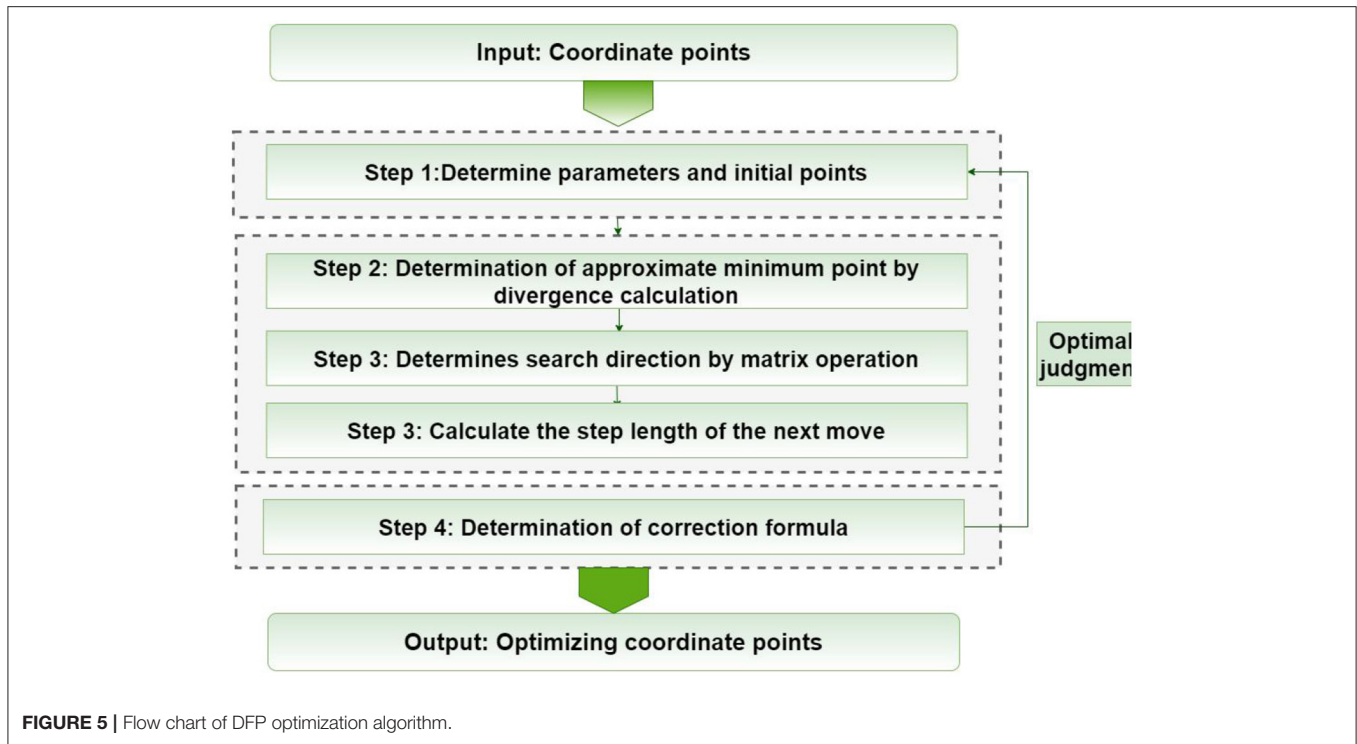 Input: Coordinate points
Step 1:Determine parameters and initial points
Step 2: Determination of approximate minimum point by
divergence calculation
Step 3: Determines search direction by matrix operation
Optimal
judgmen
Step 3: Calculate the step length of the next move
Step 4: Determination of correction formula
Output: Optimizing coordinate points
FIGURE 5 | Flow chart of DFP optimization algorithm.